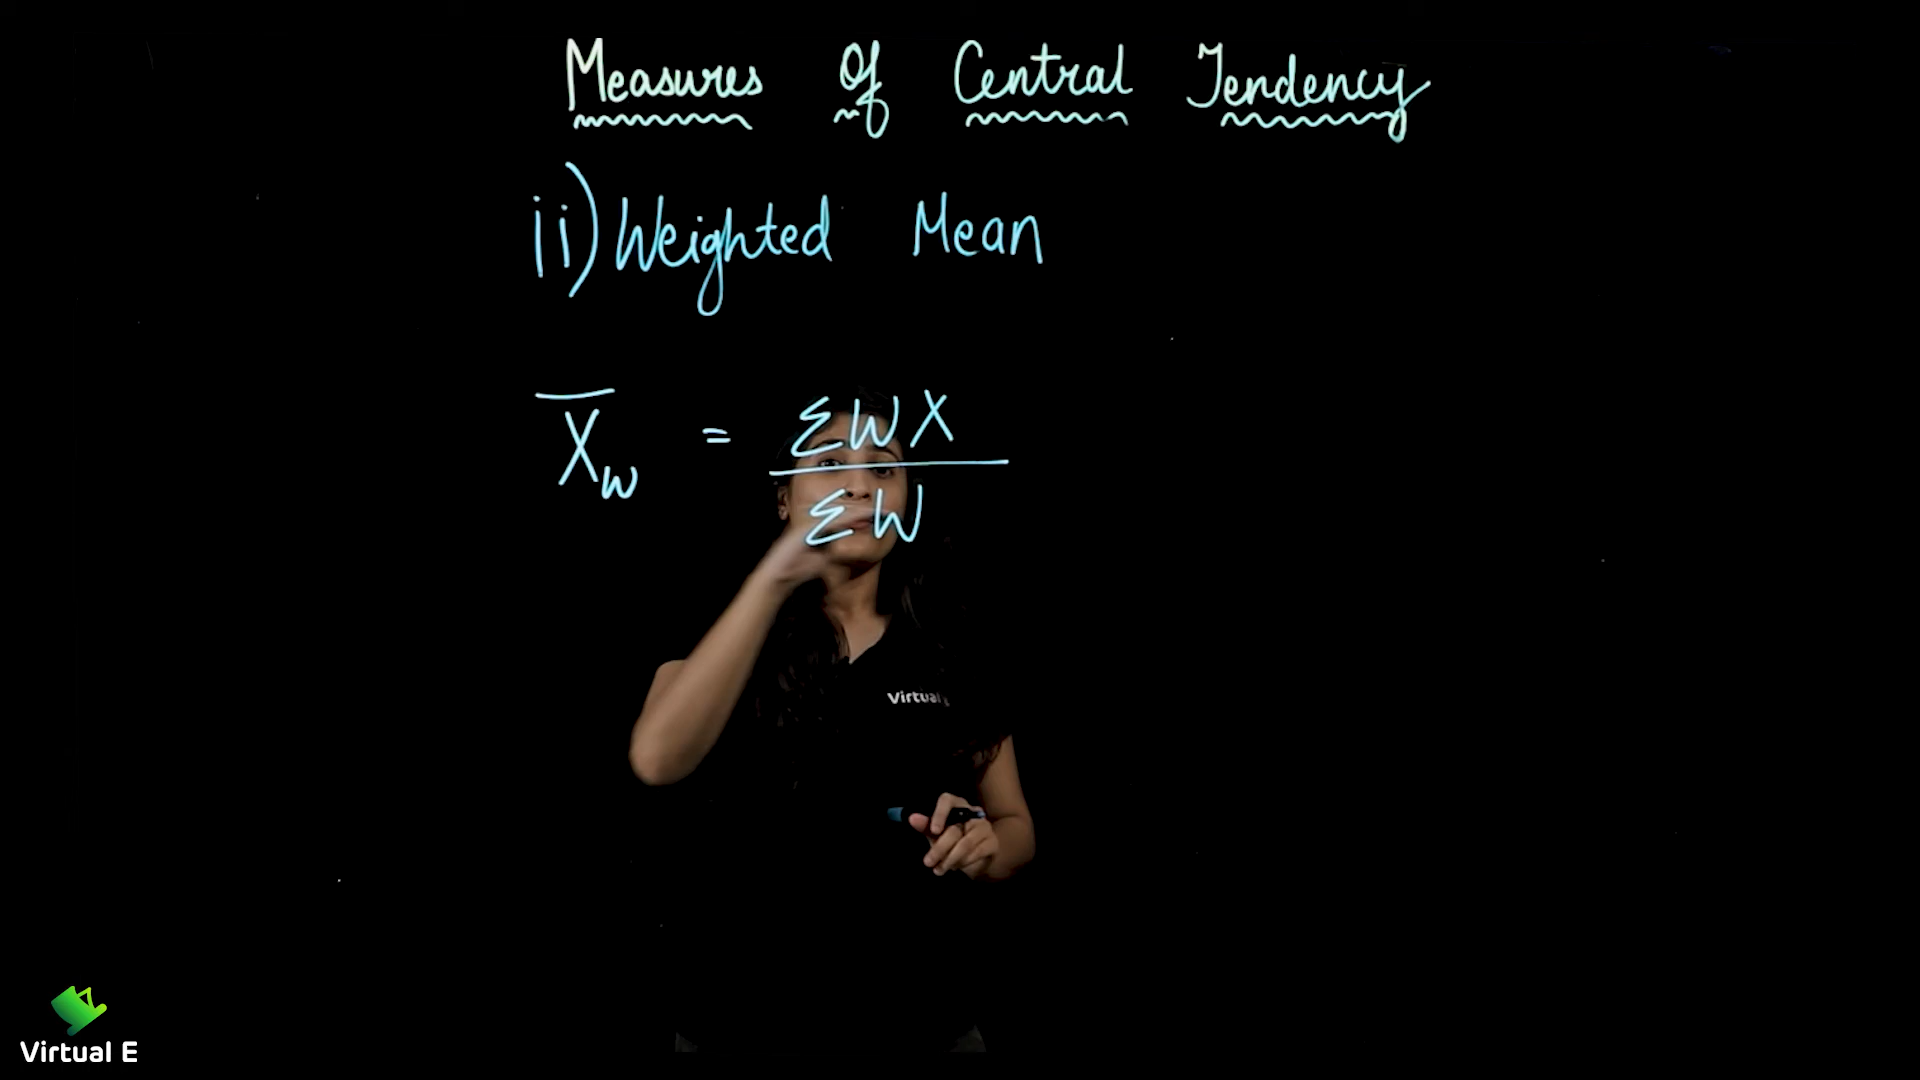 Measures Of Central Tendency
ii) Weighted Mean
X̅w = ΣWX / ΣW
Virtual
Virtual E